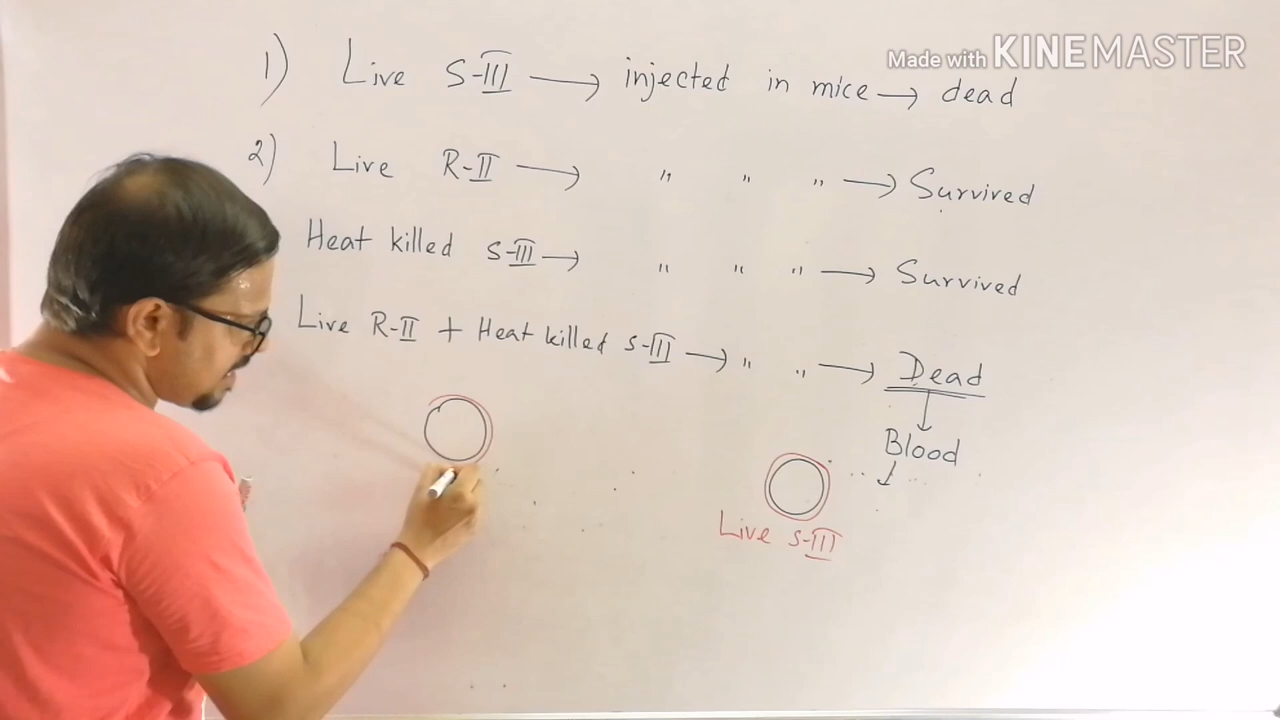 Made with KINEMASTER
1) Live S-III → injected in mice → dead
2) Live R-II → " " " → Survived
Heat killed S-III → " " " → Survived
Live R-II + Heat killed S-III → " " → Dead
↓
Blood
↓
Live S-III